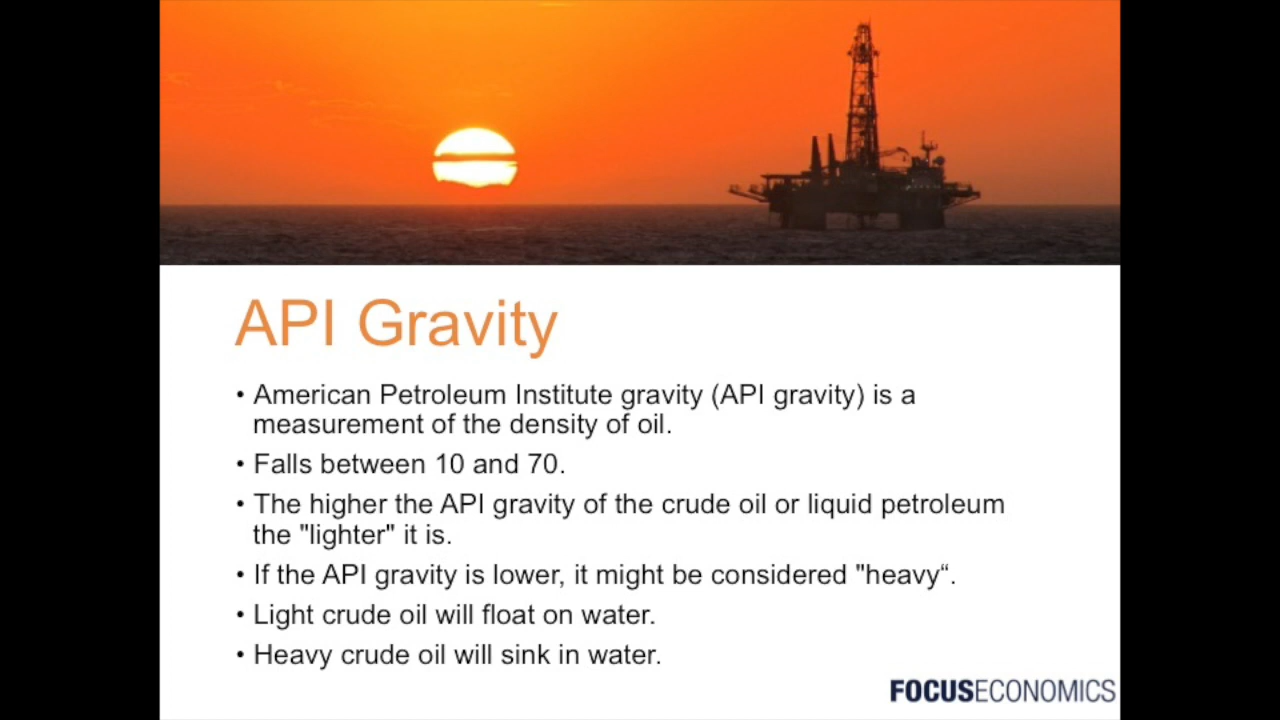 API Gravity
• American Petroleum Institute gravity (API gravity) is a
measurement of the density of oil.
• Falls between 10 and 70.
• The higher the API gravity of the crude oil or liquid petroleum
the "lighter" it is.
• If the API gravity is lower, it might be considered "heavy“.
• Light crude oil will float on water.
• Heavy crude oil will sink in water.
FOCUSECONOMICS